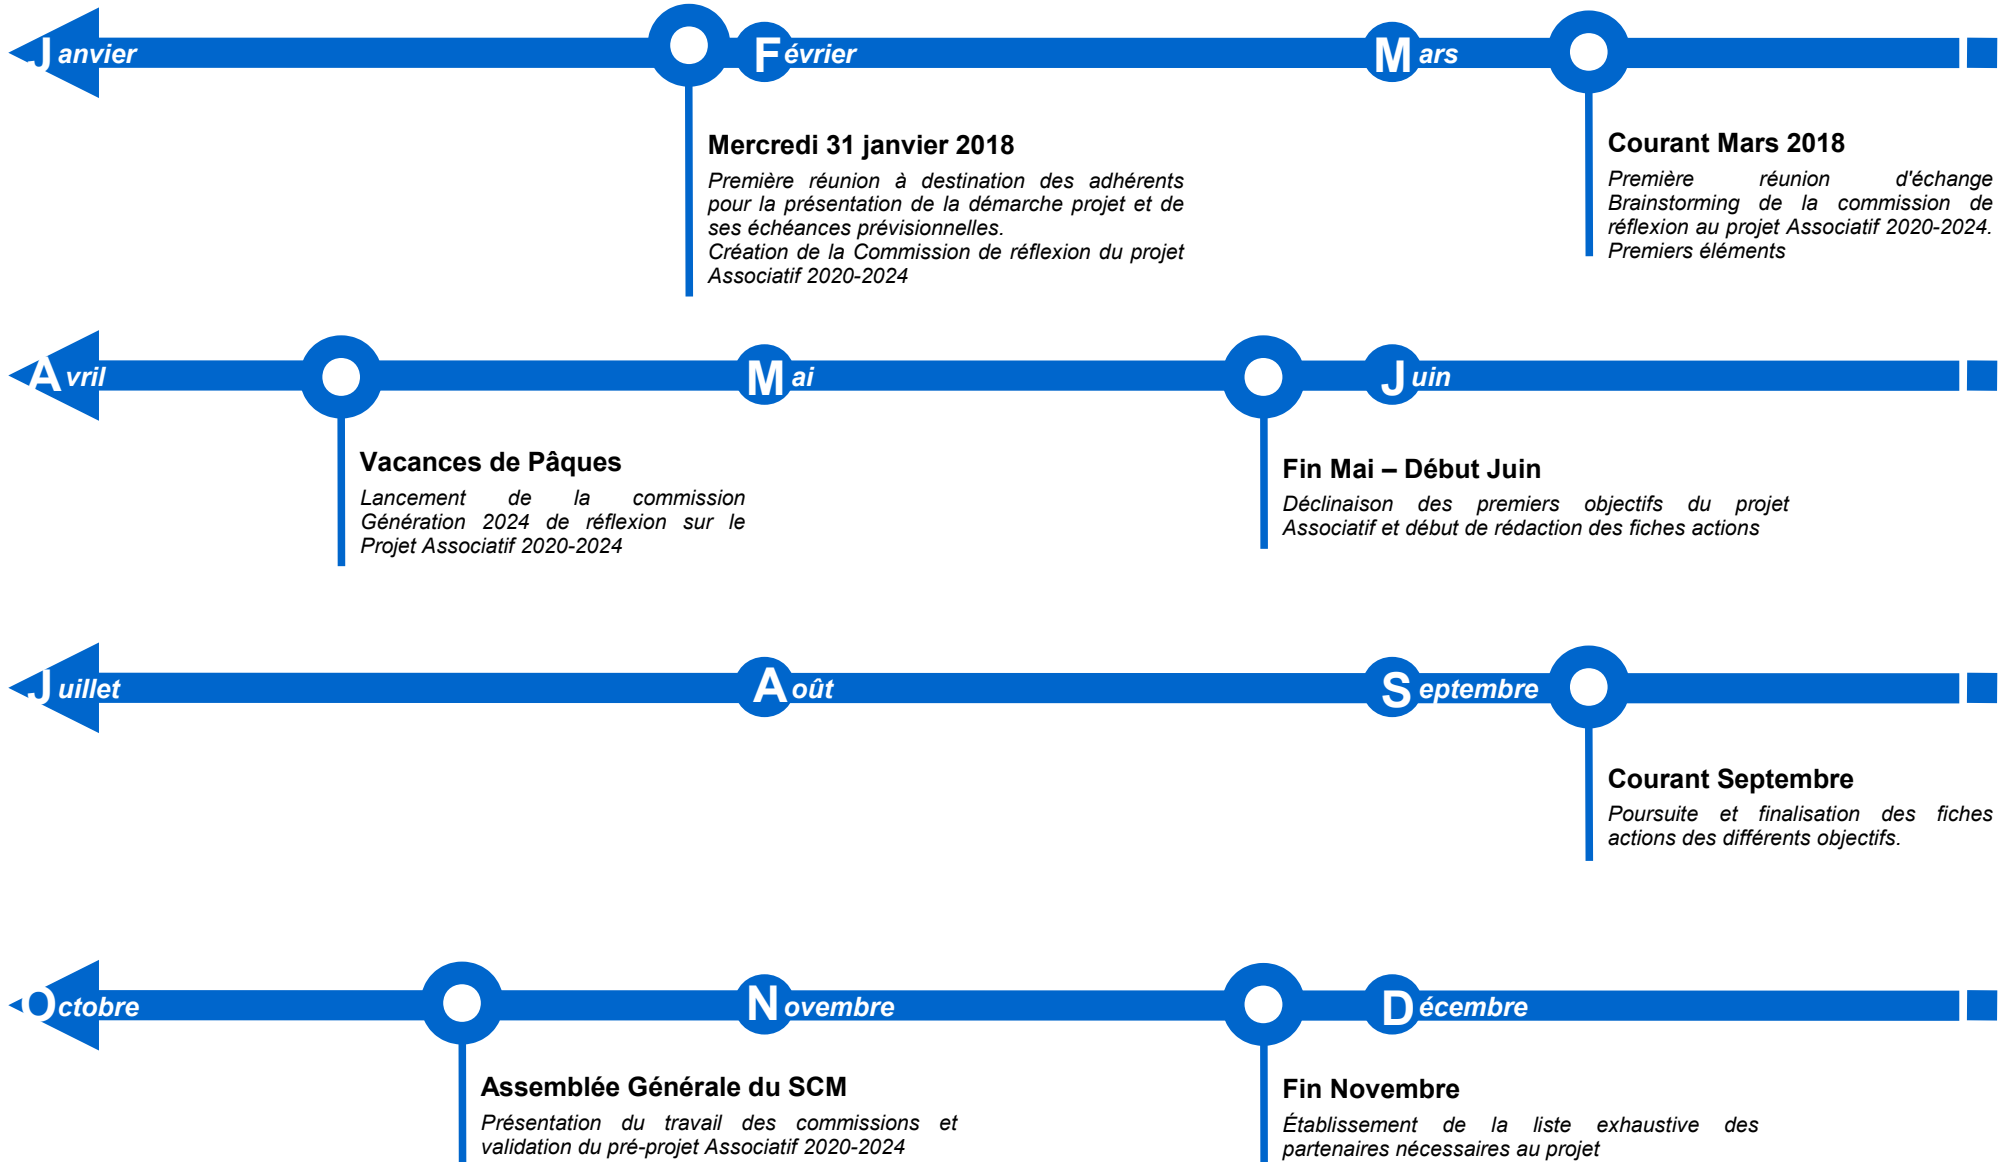 Janvier
Février
Mars
Mercredi 31 janvier 2018
Première réunion à destination des adhérents
pour la présentation de la démarche projet et de
ses échéances prévisionnelles.
Création de la Commission de réflexion du projet
Associatif 2020-2024
Courant Mars 2018
Première réunion d'échange
Brainstorming de la commission de
réflexion au projet Associatif 2020-2024.
Premiers éléments
Avril
Mai
Juin
Vacances de Pâques
Lancement de la commission
Génération 2024 de réflexion sur le
Projet Associatif 2020-2024
Fin Mai – Début Juin
Déclinaison des premiers objectifs du projet
Associatif et début de rédaction des fiches actions
Juillet
Août
Septembre
Courant Septembre
Poursuite et finalisation des fiches
actions des différents objectifs.
Octobre
Novembre
Décembre
Assemblée Générale du SCM
Présentation du travail des commissions et
validation du pré-projet Associatif 2020-2024
Fin Novembre
Établissement de la liste exhaustive des
partenaires nécessaires au projet